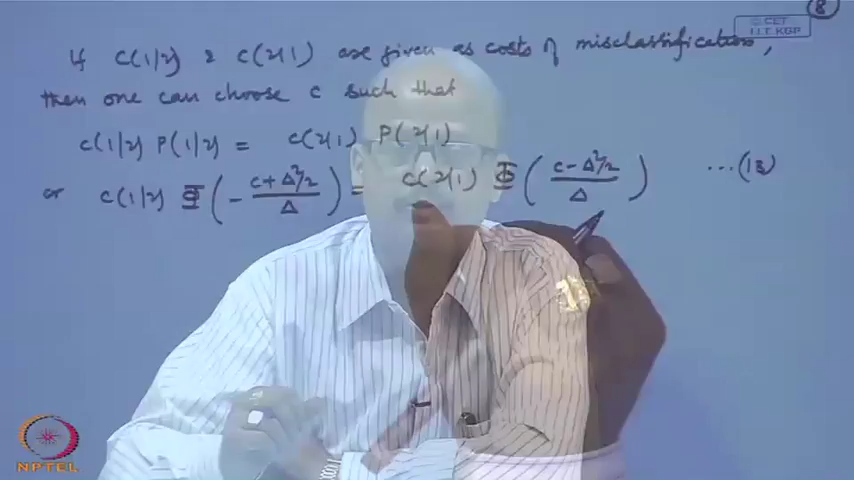 8
© CET
I.I.T. KGP
If C(1|2) & C(2|1) are given as costs of misclassification,
then one can choose c such that
C(1|2) P(1|2) = C(2|1) P(2|1)
or C(1|2) Φ(- (c + Δ²/2)/Δ) = C(2|1) Φ((c - Δ²/2)/Δ) ...(13)
NPTEL